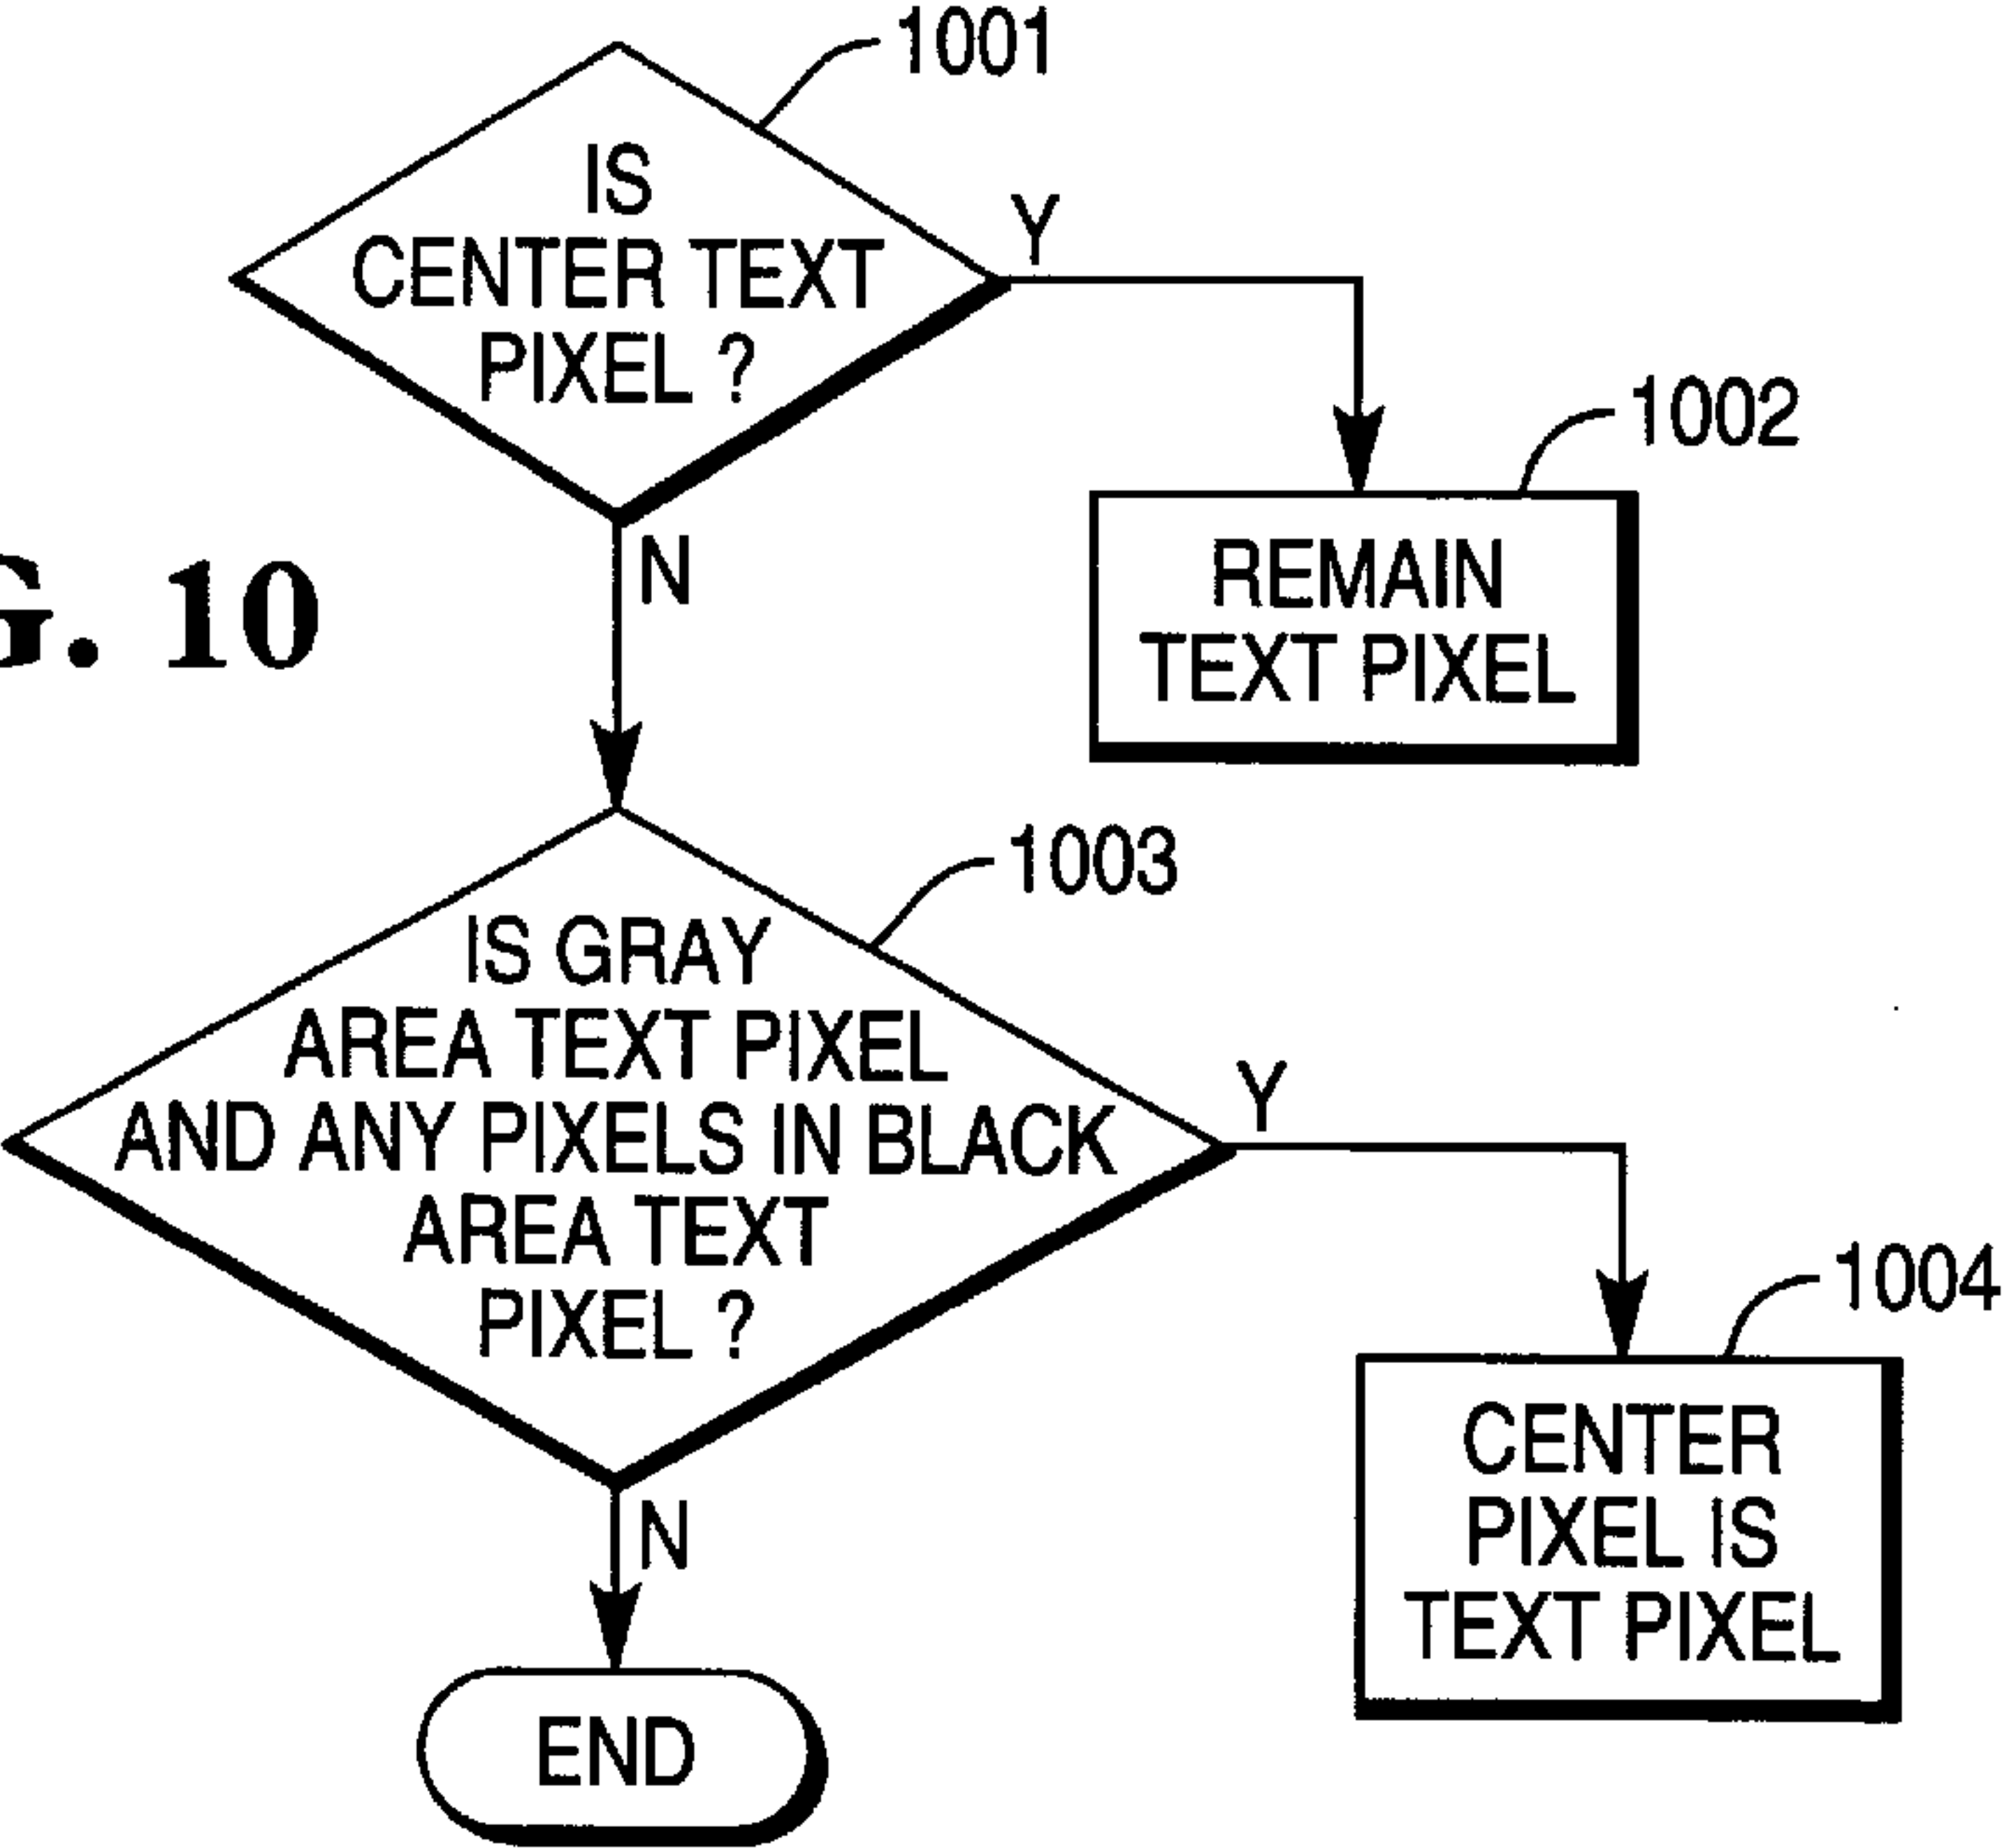 1001
IS
CENTER TEXT
PIXEL ?
Y
1002
REMAIN
TEXT PIXEL
N
G. 10
1003
IS GRAY
AREA TEXT PIXEL
AND ANY PIXELS IN BLACK
AREA TEXT
PIXEL ?
Y
1004
CENTER
PIXEL IS
TEXT PIXEL
N
END